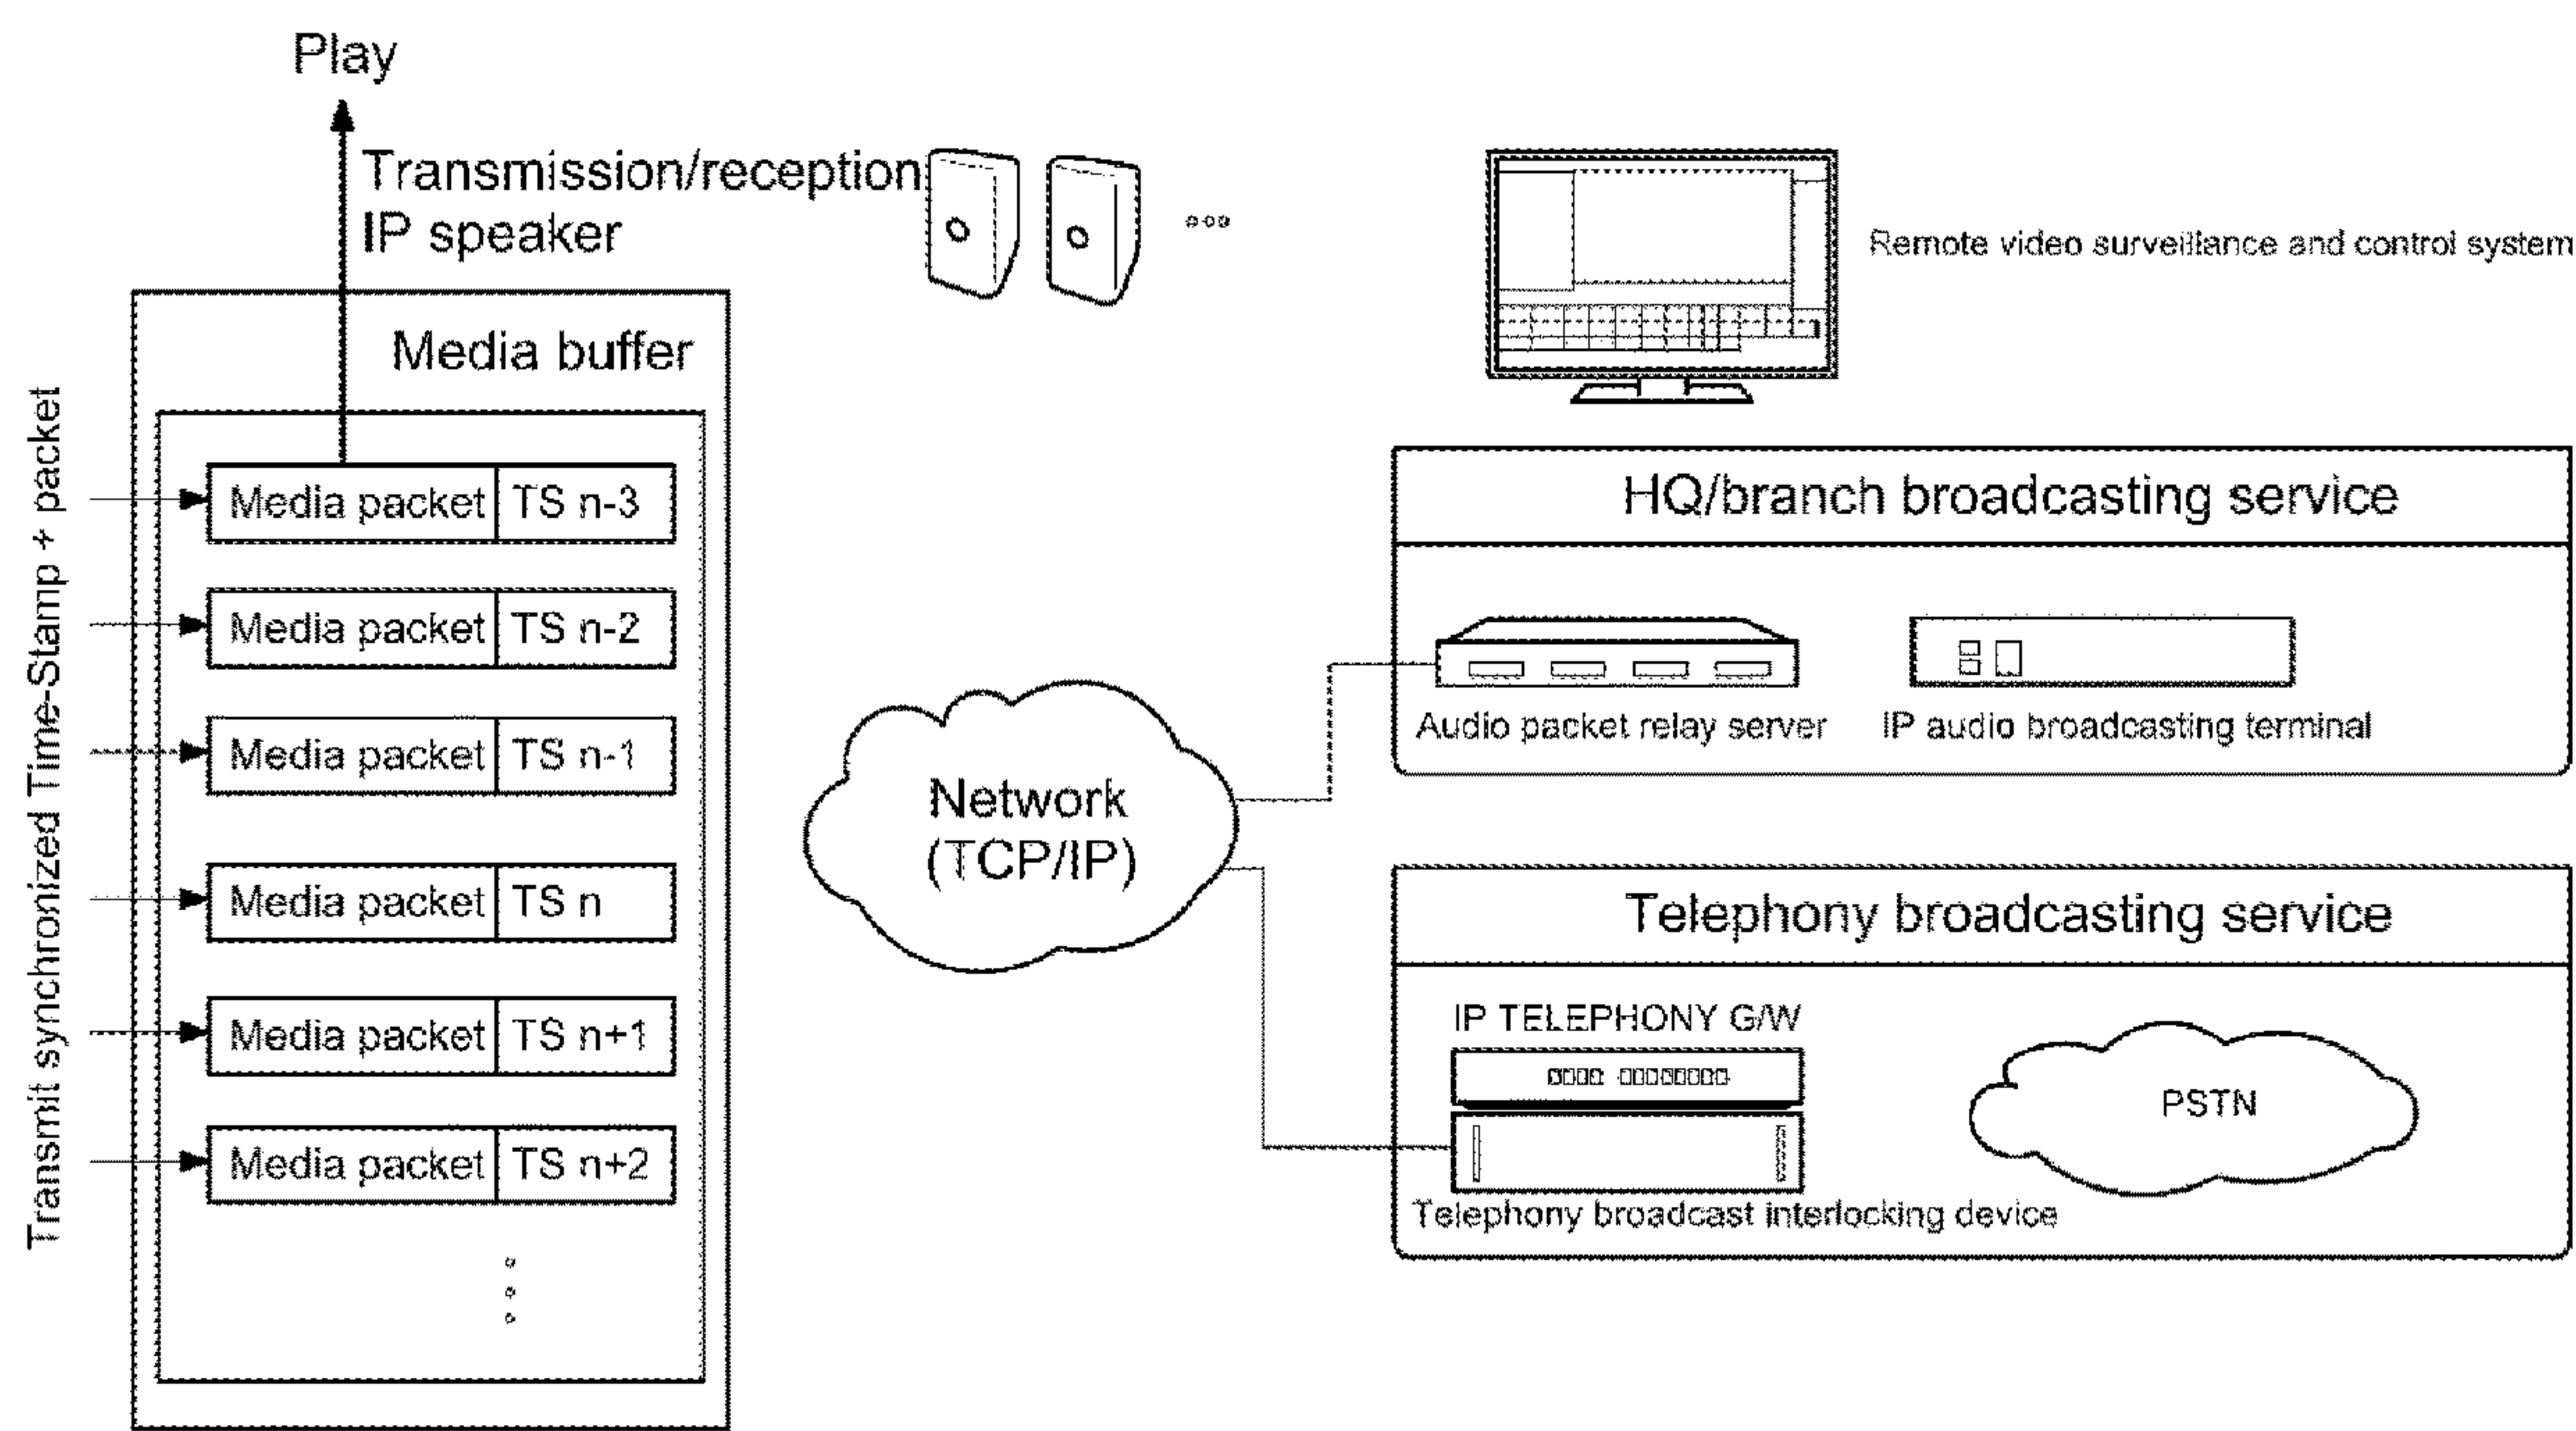 Play
Transmission/reception
IP speaker
Remote video surveillance and control system
Media buffer
Transmit synchronized Time-Stamp + packet
Media packet TS n-3
Media packet TS n-2
Media packet TS n-1
Media packet TS n
Media packet TS n+1
Media packet TS n+2
Network
(TCP/IP)
HQ/branch broadcasting service
Audio packet relay server
IP audio broadcasting terminal
Telephony broadcasting service
IP TELEPHONY G/W
PSTN
Telephony broadcast interlocking device